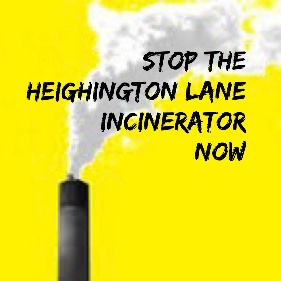 STOP THE
HEIGHINGTON LANE
INCINERATOR
NOW